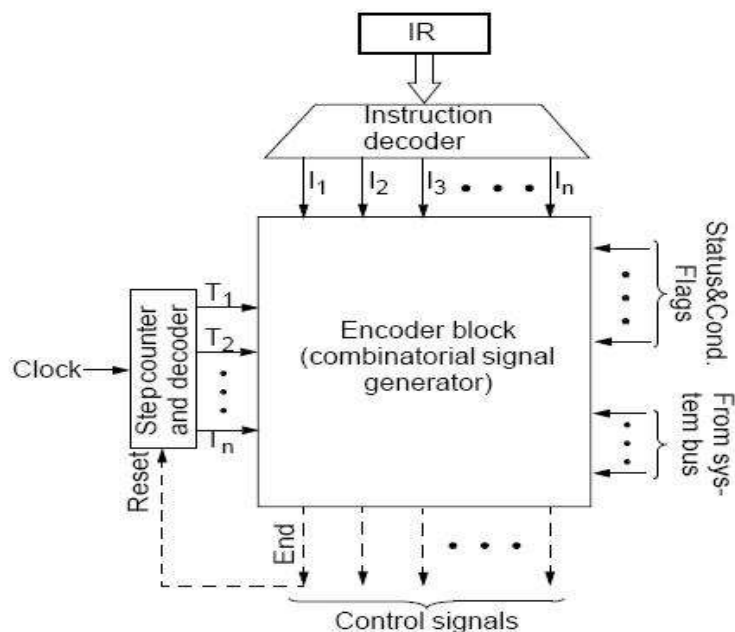 IR
Instruction
decoder
I1 I2 I3 In
Status&Cond.
Flags
T1
T2
In
Step counter
and decoder
Clock
Encoder block
(combinatorial signal
generator)
From sys-
tem bus
Reset
End
Control signals